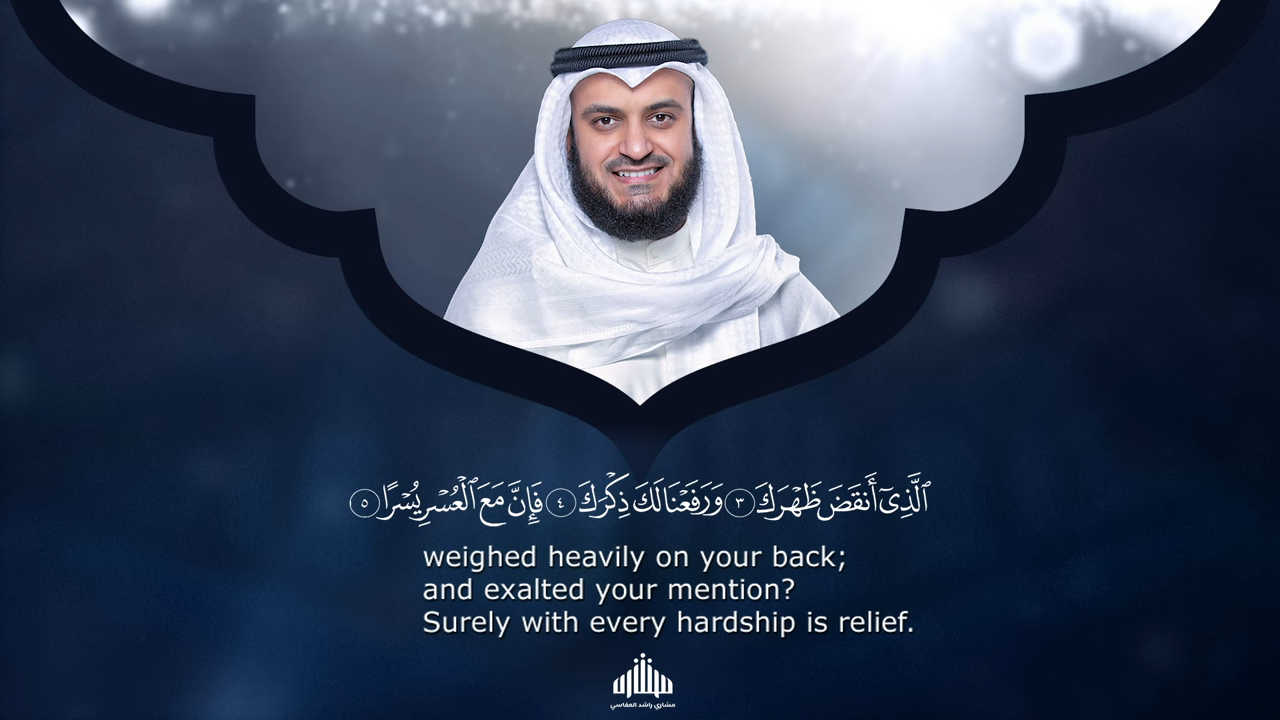 ٱلَّذِىٓ أَنقَضَ ظَهْرَكَ ٣ وَرَفَعْنَا لَكَ ذِكْرَكَ ٤ فَإِنَّ مَعَ ٱلْعُسْرِ يُسْرًا ٥
weighed heavily on your back;
and exalted your mention?
Surely with every hardship is relief.
مشاري راشد العفاسي